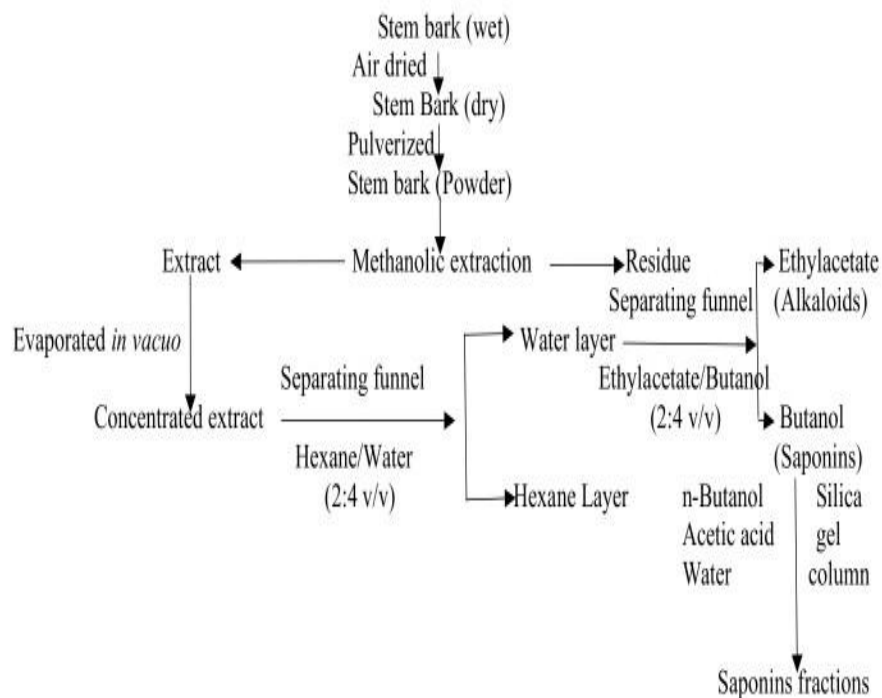 Stem bark (wet)
Air dried
Stem Bark (dry)
Pulverized
Stem bark (Powder)
Extract
Methanolic extraction
Residue
Ethylacetate
(Alkaloids)
Separating funnel
Evaporated in vacuo
Water layer
Separating funnel
Ethylacetate/Butanol
(2:4 v/v)
Concentrated extract
Hexane/Water
(2:4 v/v)
Butanol
(Saponins)
Hexane Layer
n-Butanol
Acetic acid
Water
Silica
gel
column
Saponins fractions